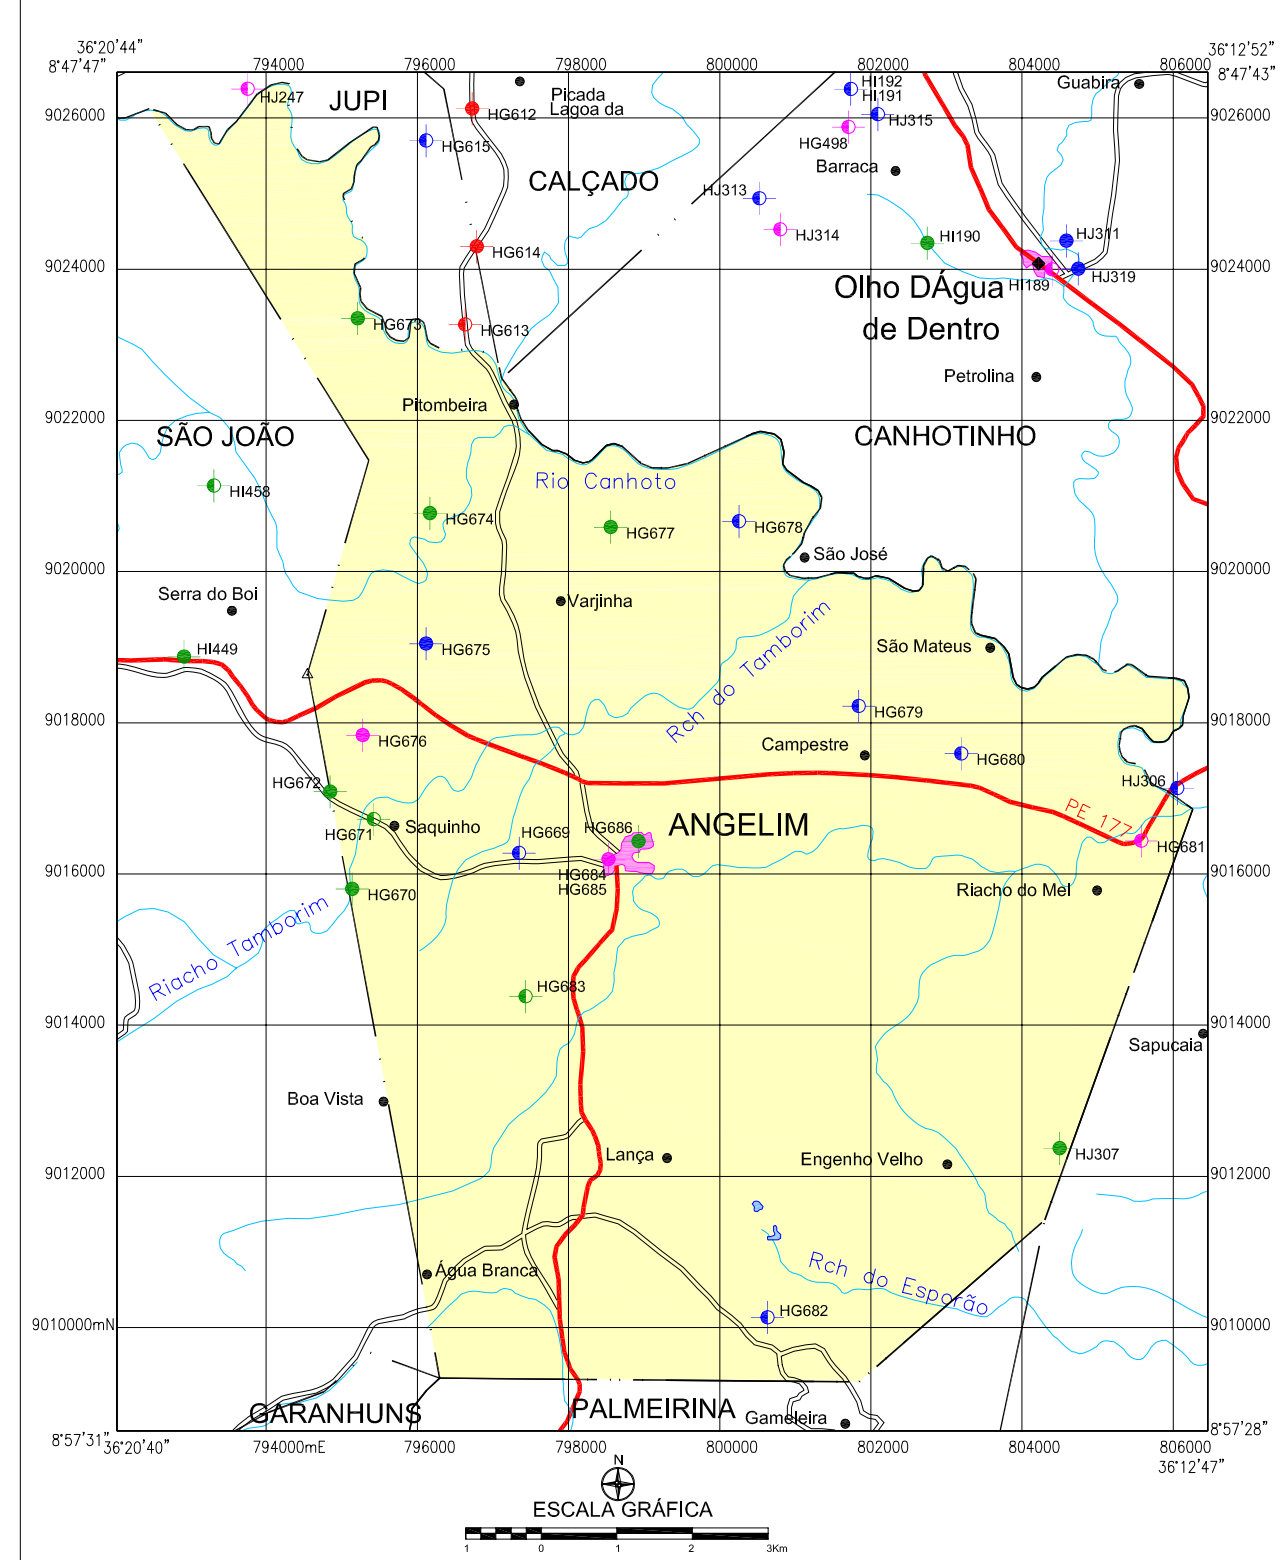 36°20'44"
36°12'52"
8°47'47"
794000
796000
798000
800000
802000
804000
806000
8°47'43"
HJ247
JUPI
HG612
Picada
Lagoa da
HI192
HI191
Guabira
9026000
9026000
HG615
HJ315
HG498
Barraca
CALÇADO
HJ313
HJ314
HI190
HJ311
HG614
9024000
9024000
HJ319
HI189
Olho DÁgua
de Dentro
HG673
HG613
Petrolina
Pitombeira
9022000
9022000
SÃO JOÃO
CANHOTINHO
Rio Canhoto
HI458
HG674
HG677
HG678
São José
9020000
9020000
Serra do Boi
Varjinha
Rch do Tamborim
HI449
HG675
São Mateus
9018000
9018000
HG679
HG676
Campestre
HG680
HG672
HJ306
PE 177
HG671
Saquinho
HG669
HG686
ANGELIM
HG681
9016000
9016000
HG684
HG685
HG670
Riacho do Mel
Riacho Tamborim
HG683
9014000
9014000
Sapucaia
Boa Vista
Lança
Engenho Velho
HJ307
9012000
9012000
Água Branca
Rch do Esporão
HG682
9010000mN
9010000
GARANHUNS
PALMEIRINA
Gameleira
8°57'31"
8°57'28"
36°20'40"
794000mE
796000
798000
800000
802000
804000
806000
36°12'47"
N
ESCALA GRÁFICA
1 0 1 2 3Km